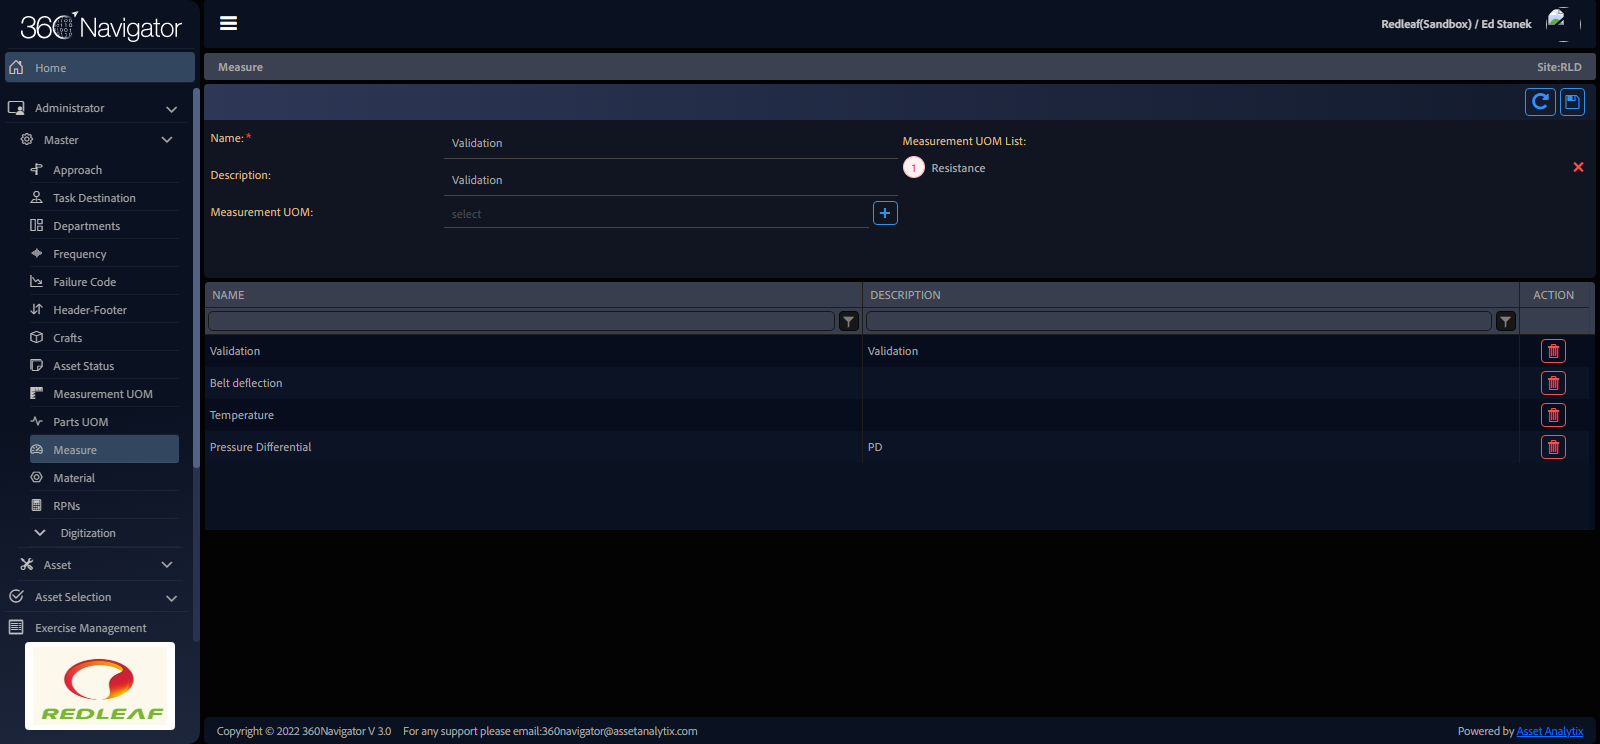 360 Navigator
Redleaf(Sandbox) / Ed Stanek
Home
Measure
Site:RLD
Administrator
Master
Approach
Task Destination
Departments
Frequency
Failure Code
Header-Footer
Crafts
Asset Status
Measurement UOM
Parts UOM
Measure
Material
RPNs
Digitization
Asset
Asset Selection
Exercise Management
REDLEAF
Name:*
Validation
Description:
Validation
Measurement UOM:
select
Measurement UOM List:
1 Resistance
NAME DESCRIPTION ACTION
Validation Validation
Belt deflection
Temperature
Pressure Differential PD
Copyright © 2022 360Navigator V 3.0 For any support please email:360navigator@assetanalytix.com
Powered by Asset Analytix